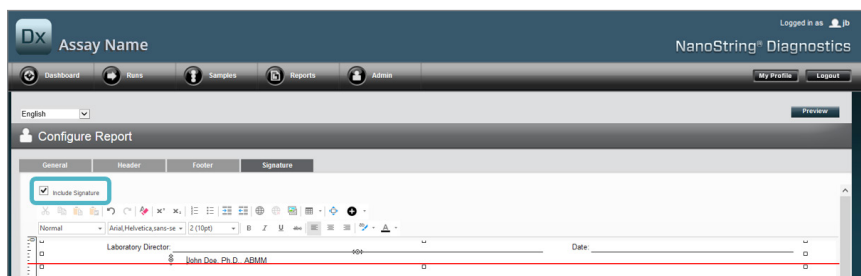 Logged in as jb
Dx Assay Name
NanoString® Diagnostics
Dashboard Runs Samples Reports Admin My Profile Logout
English Preview
Configure Report
General Header Footer Signature
Include Signature
Normal Arial,Helvetica,sans-se 2 (10pt) B I U abc A
Laboratory Director: Date:
John Doe, Ph.D., ABMM